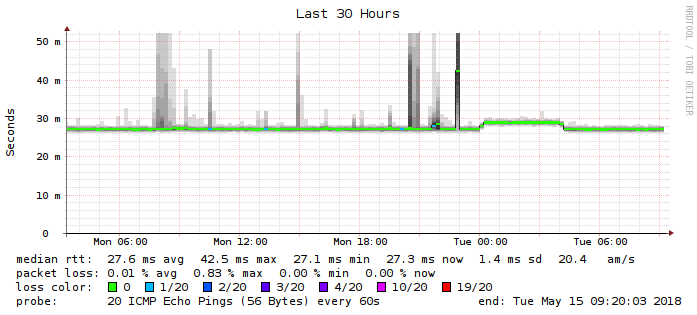 Last 30 Hours
RRDTOOL / TOBI OETIKER
Seconds
50 m
40 m
30 m
20 m
10 m
0
Mon 06:00 Mon 12:00 Mon 18:00 Tue 00:00 Tue 06:00
median rtt: 27.6 ms avg 42.5 ms max 27.1 ms min 27.3 ms now 1.4 ms sd 20.4 am/s
packet loss: 0.01 % avg 0.83 % max 0.00 % min 0.00 % now
loss color: 0 1/20 2/20 3/20 4/20 10/20 19/20
probe: 20 ICMP Echo Pings (56 Bytes) every 60s end: Tue May 15 09:20:03 2018